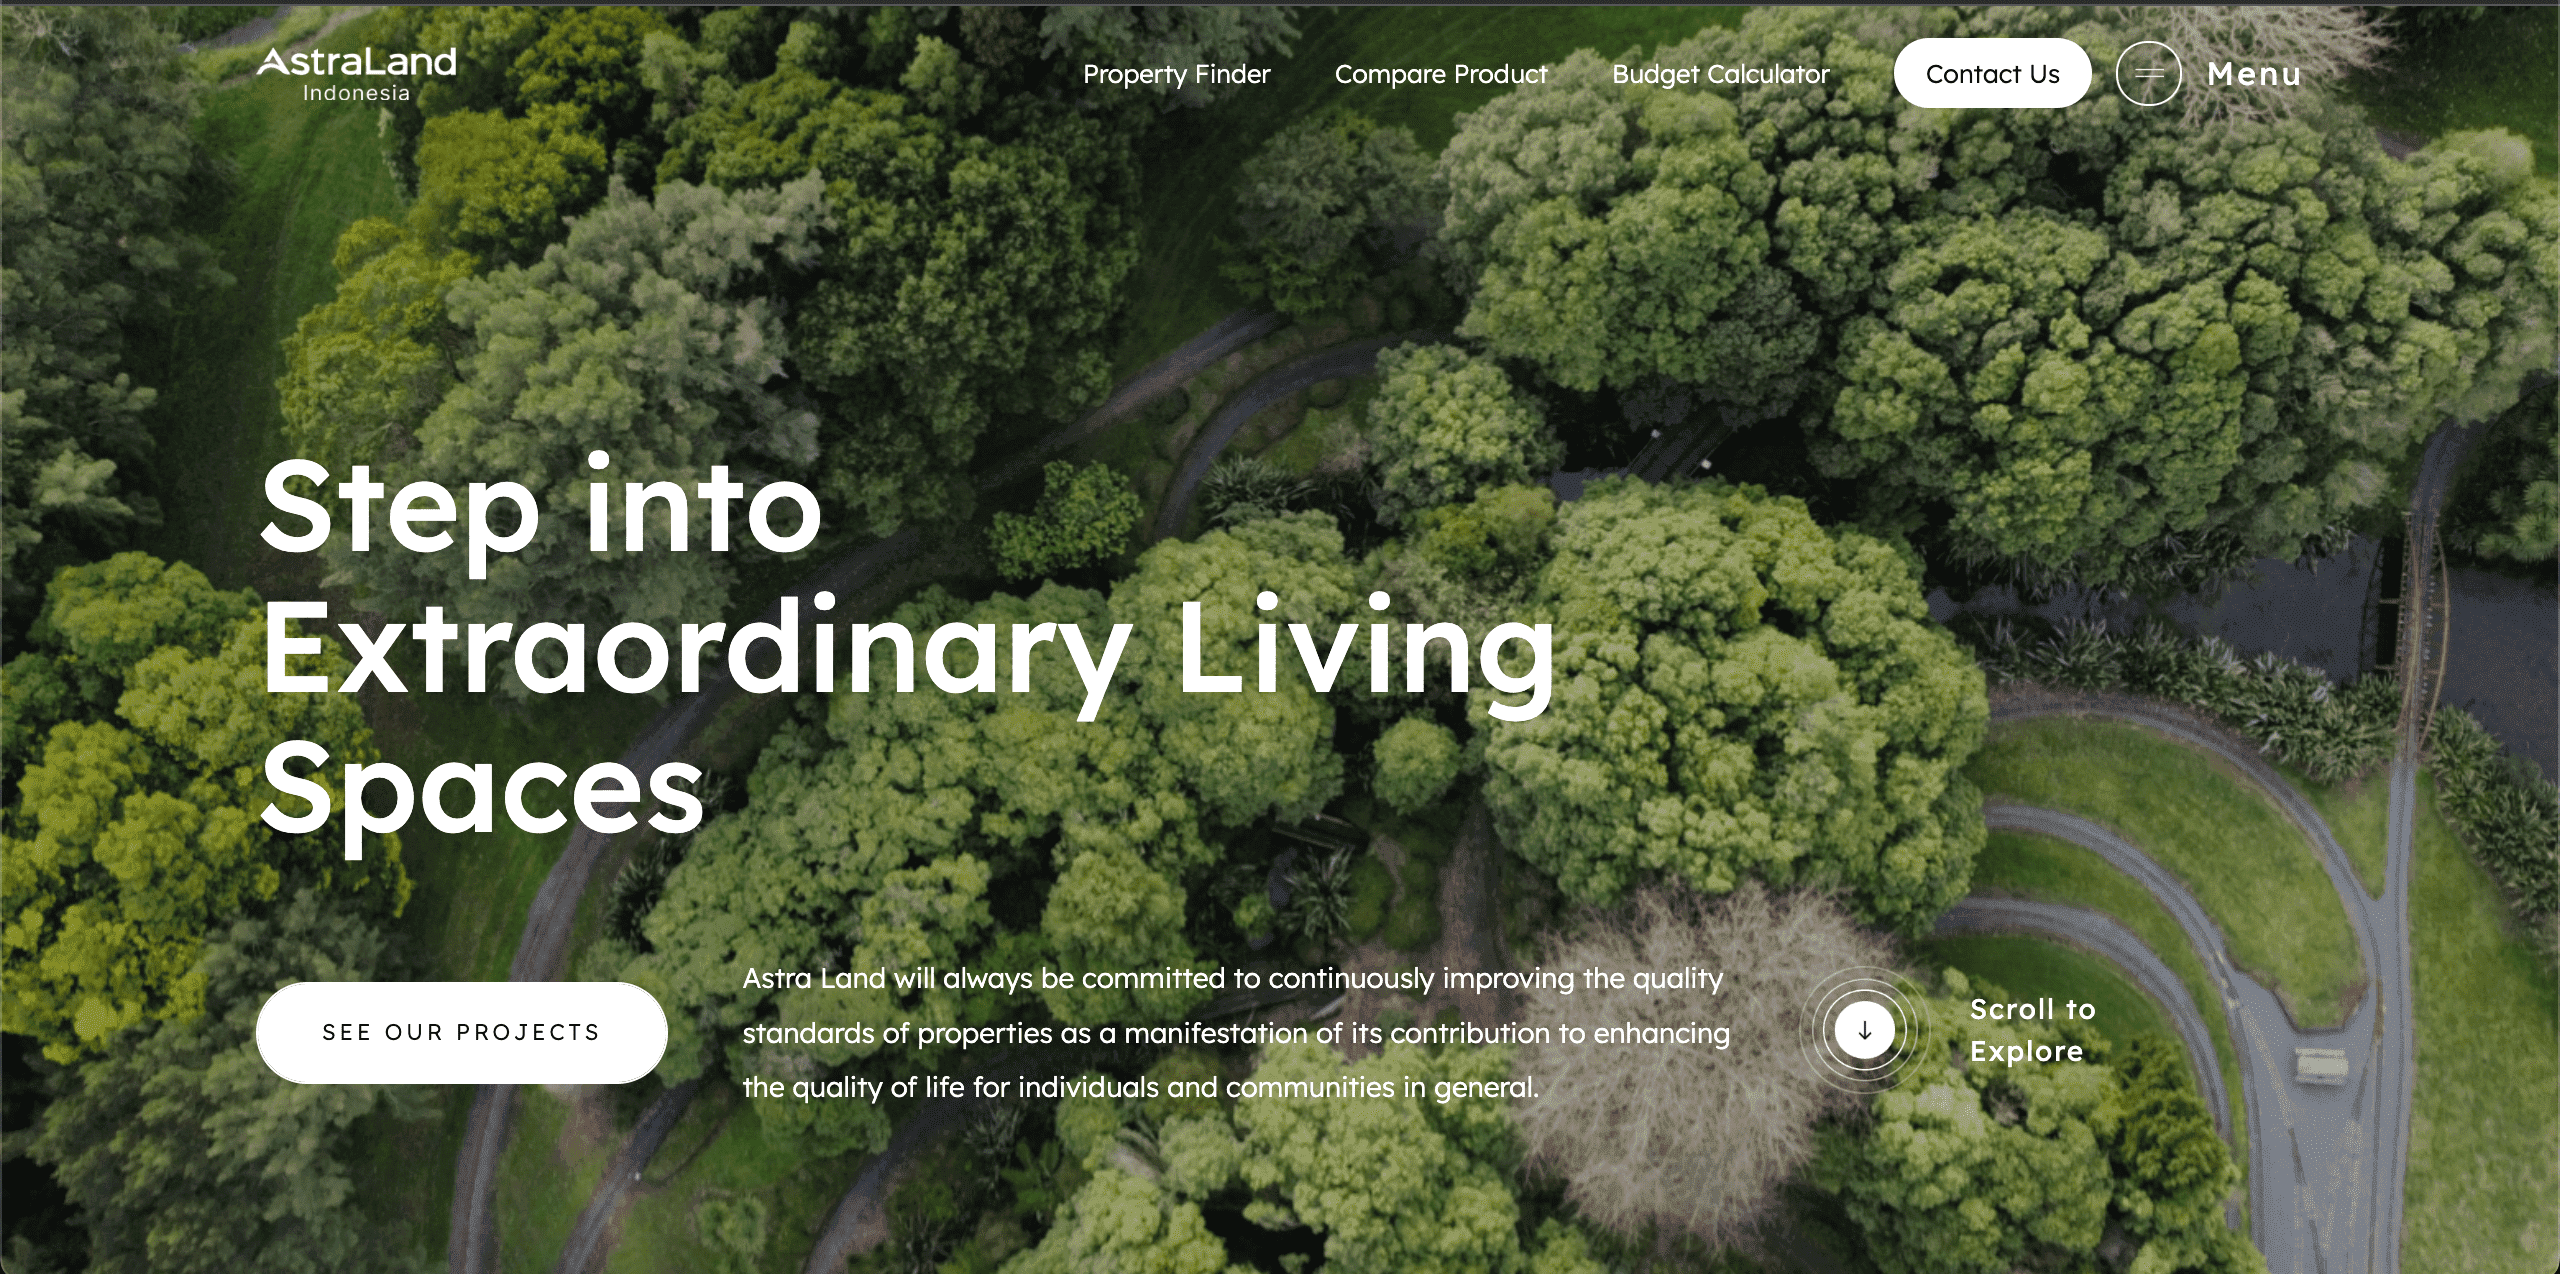 AstraLand
Indonesia
Property Finder
Compare Product
Budget Calculator
Contact Us
Menu
Step into
Extraordinary Living
Spaces
SEE OUR PROJECTS
Astra Land will always be committed to continuously improving the quality
standards of properties as a manifestation of its contribution to enhancing
the quality of life for individuals and communities in general.
Scroll to
Explore